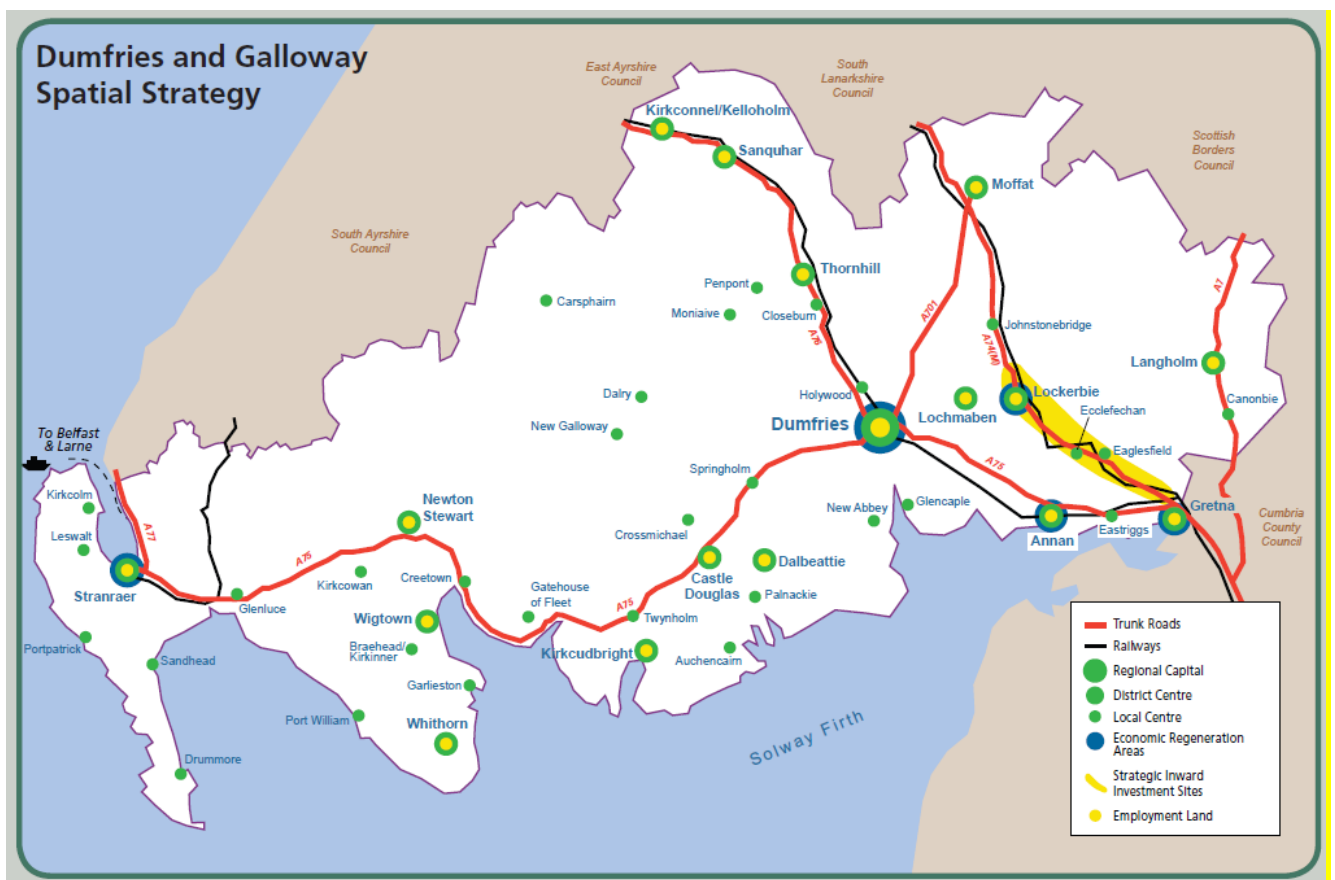 Dumfries and Galloway
Spatial Strategy
East Ayrshire
Council
South
Lanarkshire
Council
Scottish
Borders
Council
South Ayrshire
Council
Cumbria
County
Council
Kirkconnel/Kelloholm
Sanquhar
Moffat
Thornhill
Penpont
Carsphairn
Moniaive
Closeburn
A76
A701
Johnstonebridge
A74(M)
A7
Langholm
Canonbie
Dalry
New Galloway
Holywood
Dumfries
Lochmaben
Lockerbie
Ecclefechan
Eaglesfield
To Belfast
& Larne
Kirkcolm
Leswalt
A77
Stranraer
Portpatrick
Sandhead
Drummore
Glenluce
A75
Kirkcowan
Newton
Stewart
Creetown
Wigtown
Braehead/
Kirkinner
Garlieston
Port William
Whithorn
Gatehouse
of Fleet
A75
Twynholm
Kirkcudbright
Springholm
Crossmichael
Castle
Douglas
Dalbeattie
Palnackie
Auchencairn
New Abbey
Glencaple
A75
Annan
Eastriggs
Gretna
Solway Firth
Trunk Roads
Railways
Regional Capital
District Centre
Local Centre
Economic Regeneration
Areas
Strategic Inward
Investment Sites
Employment Land